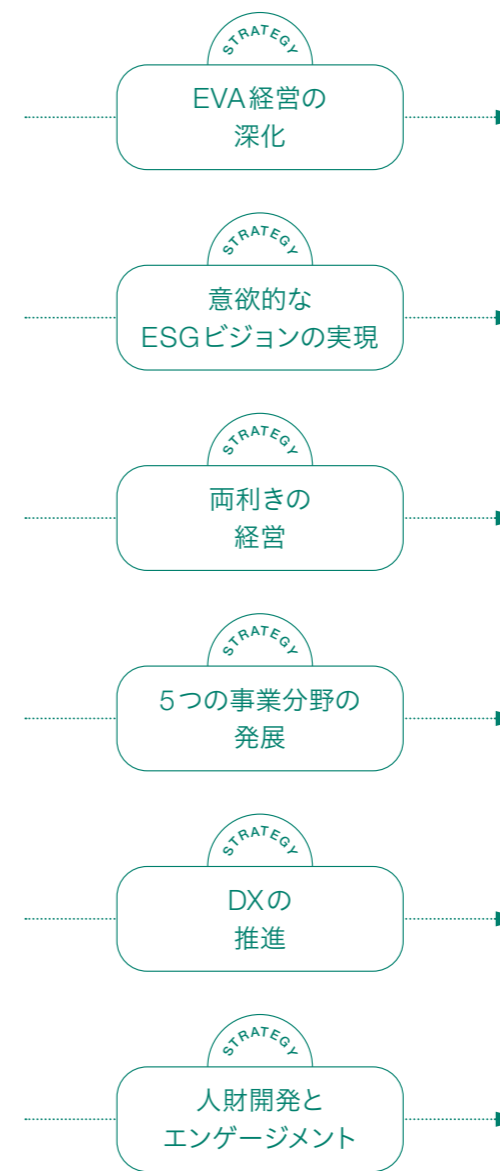 STRATEGY
EVA経営の
深化
STRATEGY
意欲的な
ESGビジョンの実現
STRATEGY
両利きの
経営
STRATEGY
5つの事業分野の
発展
STRATEGY
DXの
推進
STRATEGY
人財開発と
エンゲージメント